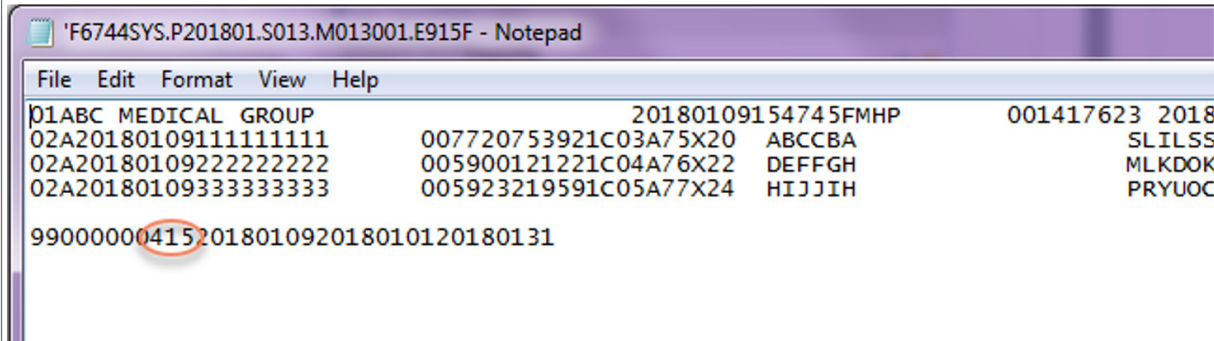 'F6744SYS.P201801.S013.M013001.E915F - Notepad
File Edit Format View Help
01ABC MEDICAL GROUP 20180109154745FMHP 001417623 2018
02A20180109111111111 007720753921C03A75X20 ABCCBA SLILSS
02A20180109222222222 005900121221C04A76X22 DEFFGH MLKDOK
02A20180109333333333 005923219591C05A77X24 HIJJIH PRYUOC
990000000415201801092018010120180131